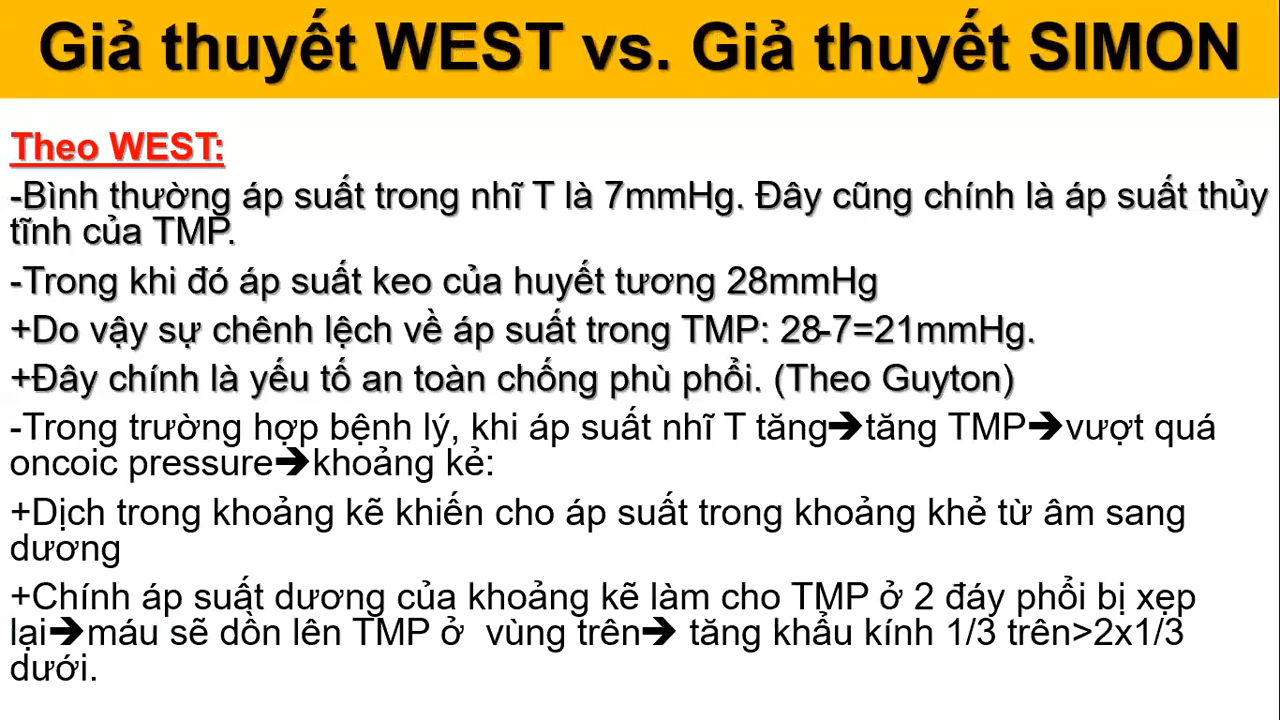 Giả thuyết WEST vs. Giả thuyết SIMON
Theo WEST:
-Bình thường áp suất trong nhĩ T là 7mmHg. Đây cũng chính là áp suất thủy
tĩnh của TMP.
-Trong khi đó áp suất keo của huyết tương 28mmHg
+Do vậy sự chênh lệch về áp suất trong TMP: 28-7=21mmHg.
+Đây chính là yếu tố an toàn chống phù phổi. (Theo Guyton)
-Trong trường hợp bệnh lý, khi áp suất nhĩ T tăng➔tăng TMP➔vượt quá
oncoic pressure➔khoảng kẻ:
+Dịch trong khoảng kẽ khiến cho áp suất trong khoảng khẻ từ âm sang
dương
+Chính áp suất dương của khoảng kẽ làm cho TMP ở 2 đáy phổi bị xẹp
lại➔máu sẽ dồn lên TMP ở vùng trên➔ tăng khẩu kính 1/3 trên>2x1/3
dưới.